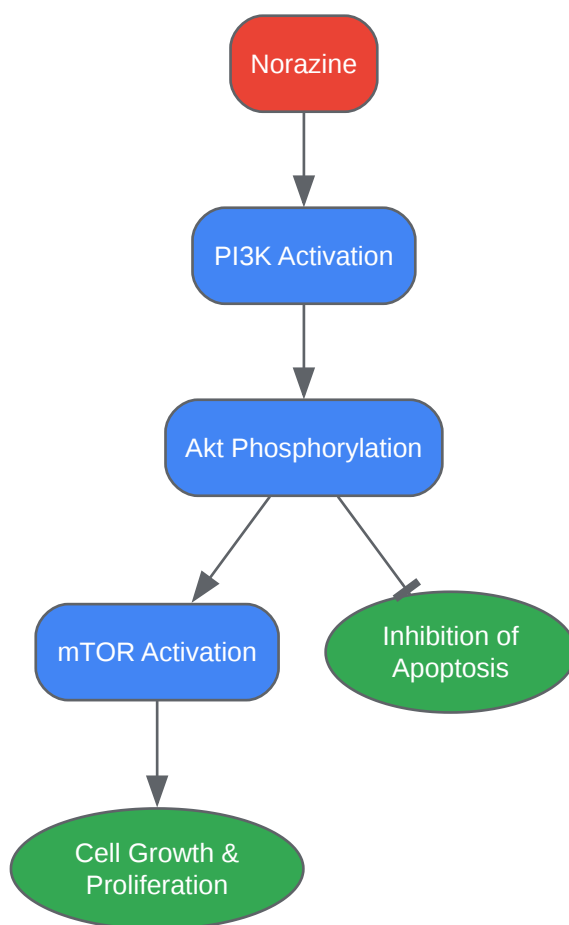 Norazine
PI3K Activation
Akt Phosphorylation
mTOR Activation
Inhibition of
Apoptosis
Cell Growth &
Proliferation